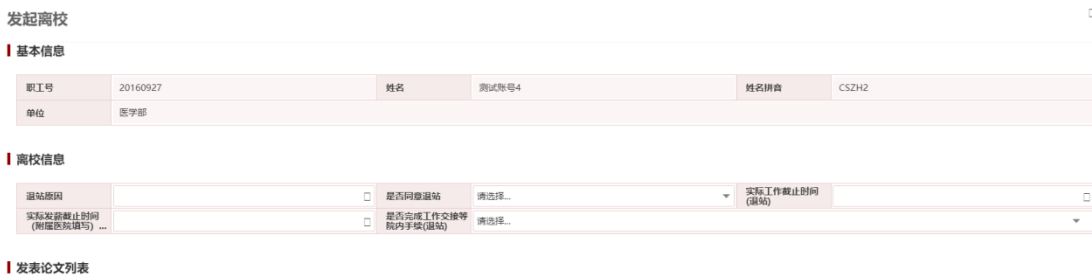 发起离校
基本信息
职工号 20160927 姓名 测试账号4 姓名拼音 CSZH2
单位 医学部
离校信息
退站原因 是否同意退站 请选择... 实际工作截止时间
(退站)
实际发薪截止时间
(附属医院填写) ... 是否完成工作交接等
院内手续(退站) 请选择...
发表论文列表